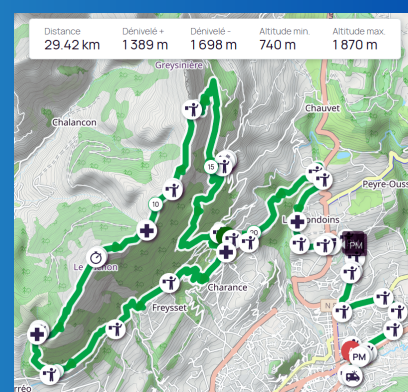 Distance Dénivelé + Dénivelé - Altitude min. Altitude max.
29.42 km 1 389 m 1 698 m 740 m 1 870 m
Greysinière
Chauvet
Chalancon
15
Peyre-Ouss
10
20
PM
Charance
Freysset
PM